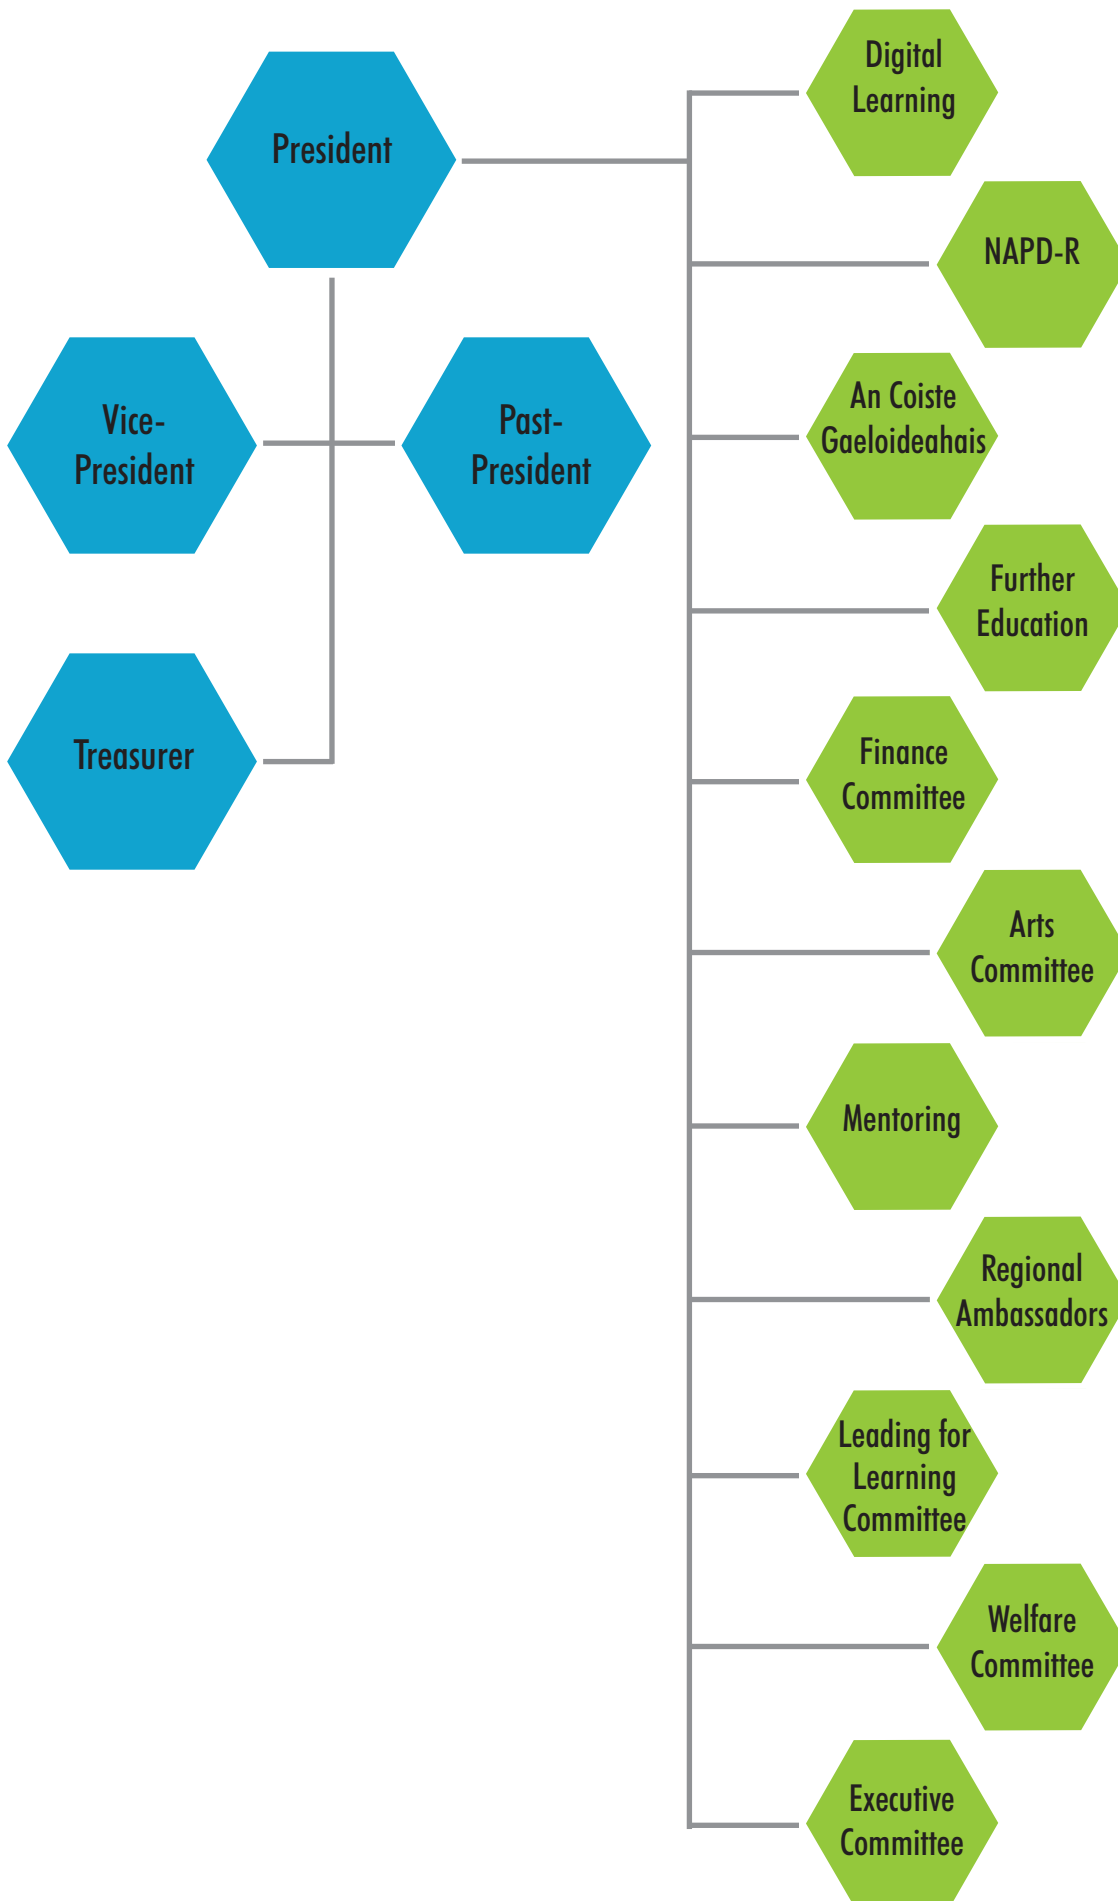 President
Vice-
President
Past-
President
Treasurer
Digital
Learning
NAPD-R
An Coiste
Gaeloideahais
Further
Education
Finance
Committee
Arts
Committee
Mentoring
Regional
Ambassadors
Leading for
Learning
Committee
Welfare
Committee
Executive
Committee